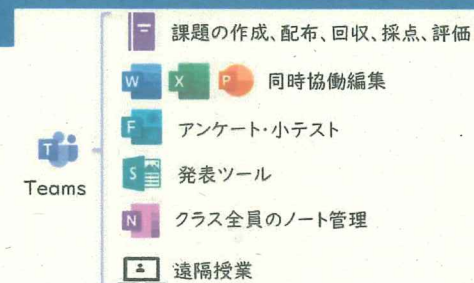 課題の作成、配布、回収、採点、評価
W X P 同時協働編集
F アンケート・小テスト
T
Teams
S 発表ツール
N クラス全員のノート管理
遠隔授業